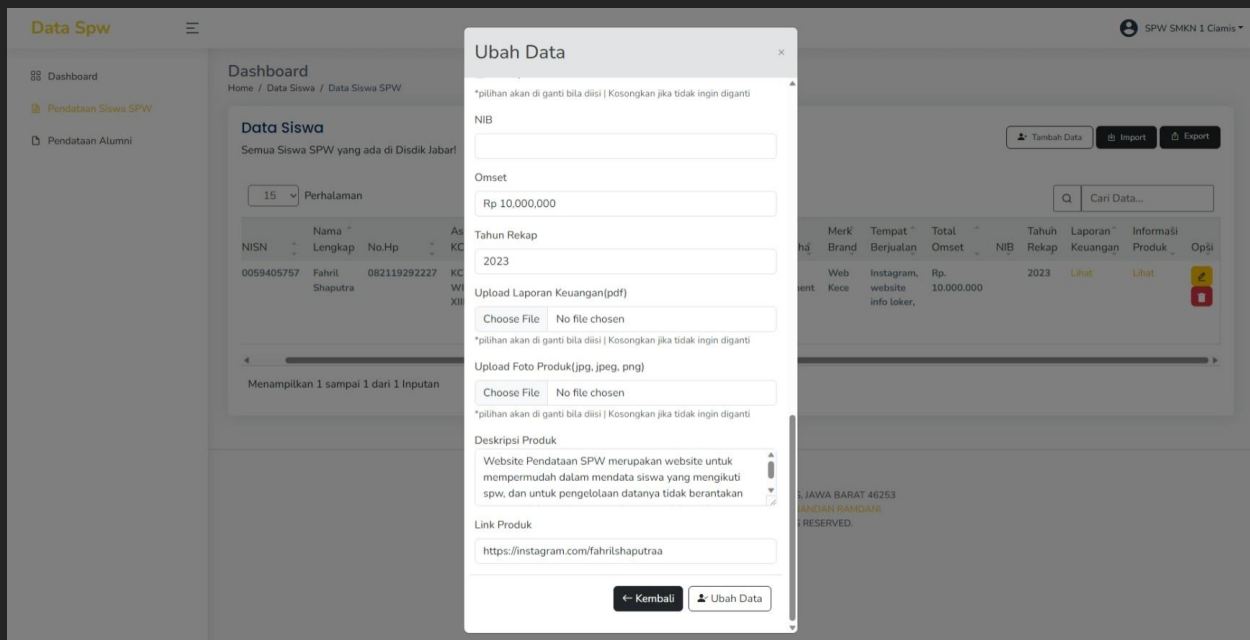 Data Spw
SPW SMKN 1 Ciamis
Dashboard
Pendataan Siswa SPW
Pendataan Alumni
Dashboard
Home / Data Siswa / Data Siswa SPW
Data Siswa
Semua Siswa SPW yang ada di Disdik Jabar!
Tambah Data
Import
Export
15 Perhalaman
Cari Data...
NISN Nama Lengkap No.Hp Merk Brand Tempat Berjualan Total Omset NIB Tahun Rekap Laporan Keuangan Informasi Produk Opsi
0059405757 Fahril Shaputra 082119292227 Web Kece Instagram, website info loker, Rp. 10.000.000 2023 Lihat Lihat
Menampilkan 1 sampai 1 dari 1 Inputan
JAWA BARAT 46253
RESERVED.
Ubah Data
*pilihan akan di ganti bila diisi | Kosongkan jika tidak ingin diganti
NIB
Omset
Rp 10,000,000
Tahun Rekap
2023
Upload Laporan Keuangan(pdf)
Choose File No file chosen
*pilihan akan di ganti bila diisi | Kosongkan jika tidak ingin diganti
Upload Foto Produk(jpg, jpeg, png)
Choose File No file chosen
*pilihan akan di ganti bila diisi | Kosongkan jika tidak ingin diganti
Deskripsi Produk
Website Pendataan SPW merupakan website untuk
mempermudah dalam mendata siswa yang mengikuti
spw, dan untuk pengelolaan datanya tidak berantakan
Link Produk
https://instagram.com/fahrilshaputraa
← Kembali
Ubah Data